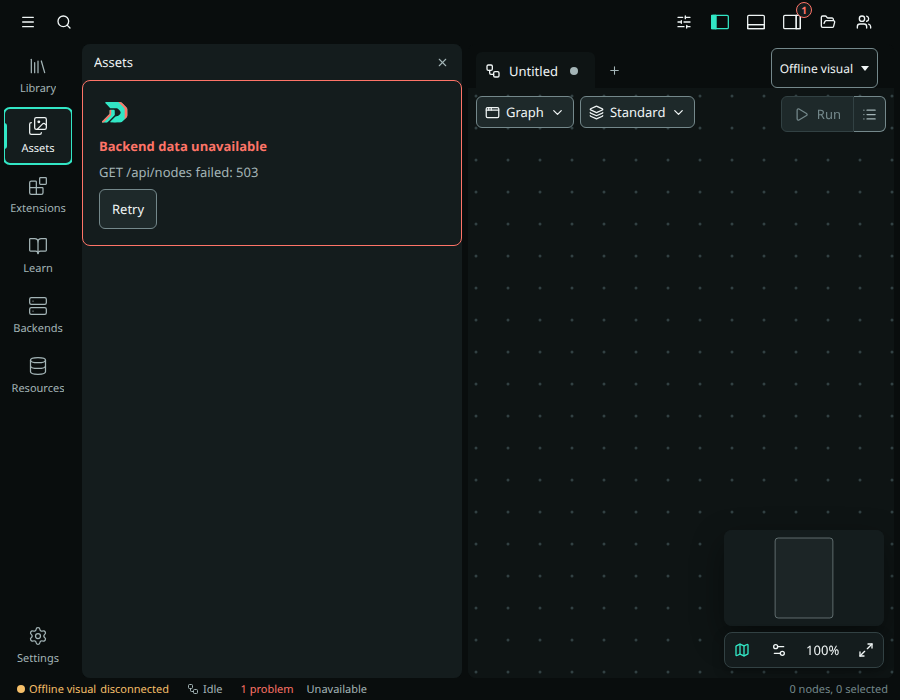 1
Library
Assets
Extensions
Learn
Backends
Resources
Settings
Assets
Backend data unavailable
GET /api/nodes failed: 503
Retry
Untitled
Offline visual
Graph
Standard
Run
100%
Offline visual disconnected
Idle
1 problem
Unavailable
0 nodes, 0 selected